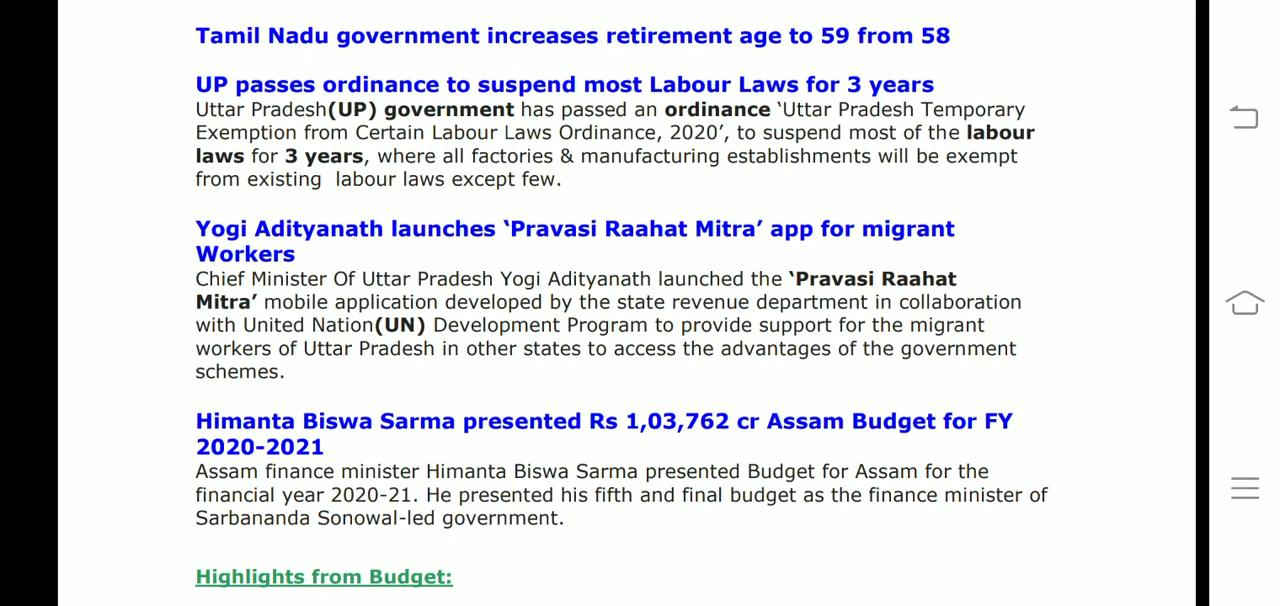 Tamil Nadu government increases retirement age to 59 from 58
UP passes ordinance to suspend most Labour Laws for 3 years
Uttar Pradesh(UP) government has passed an ordinance ‘Uttar Pradesh Temporary
Exemption from Certain Labour Laws Ordinance, 2020’, to suspend most of the labour
laws for 3 years, where all factories & manufacturing establishments will be exempt
from existing  labour laws except few.
Yogi Adityanath launches ‘Pravasi Raahat Mitra’ app for migrant
Workers
Chief Minister Of Uttar Pradesh Yogi Adityanath launched the ‘Pravasi Raahat
Mitra’ mobile application developed by the state revenue department in collaboration
with United Nation(UN) Development Program to provide support for the migrant
workers of Uttar Pradesh in other states to access the advantages of the government
schemes.
Himanta Biswa Sarma presented Rs 1,03,762 cr Assam Budget for FY
2020-2021
Assam finance minister Himanta Biswa Sarma presented Budget for Assam for the
financial year 2020-21. He presented his fifth and final budget as the finance minister of
Sarbananda Sonowal-led government.
Highlights from Budget: